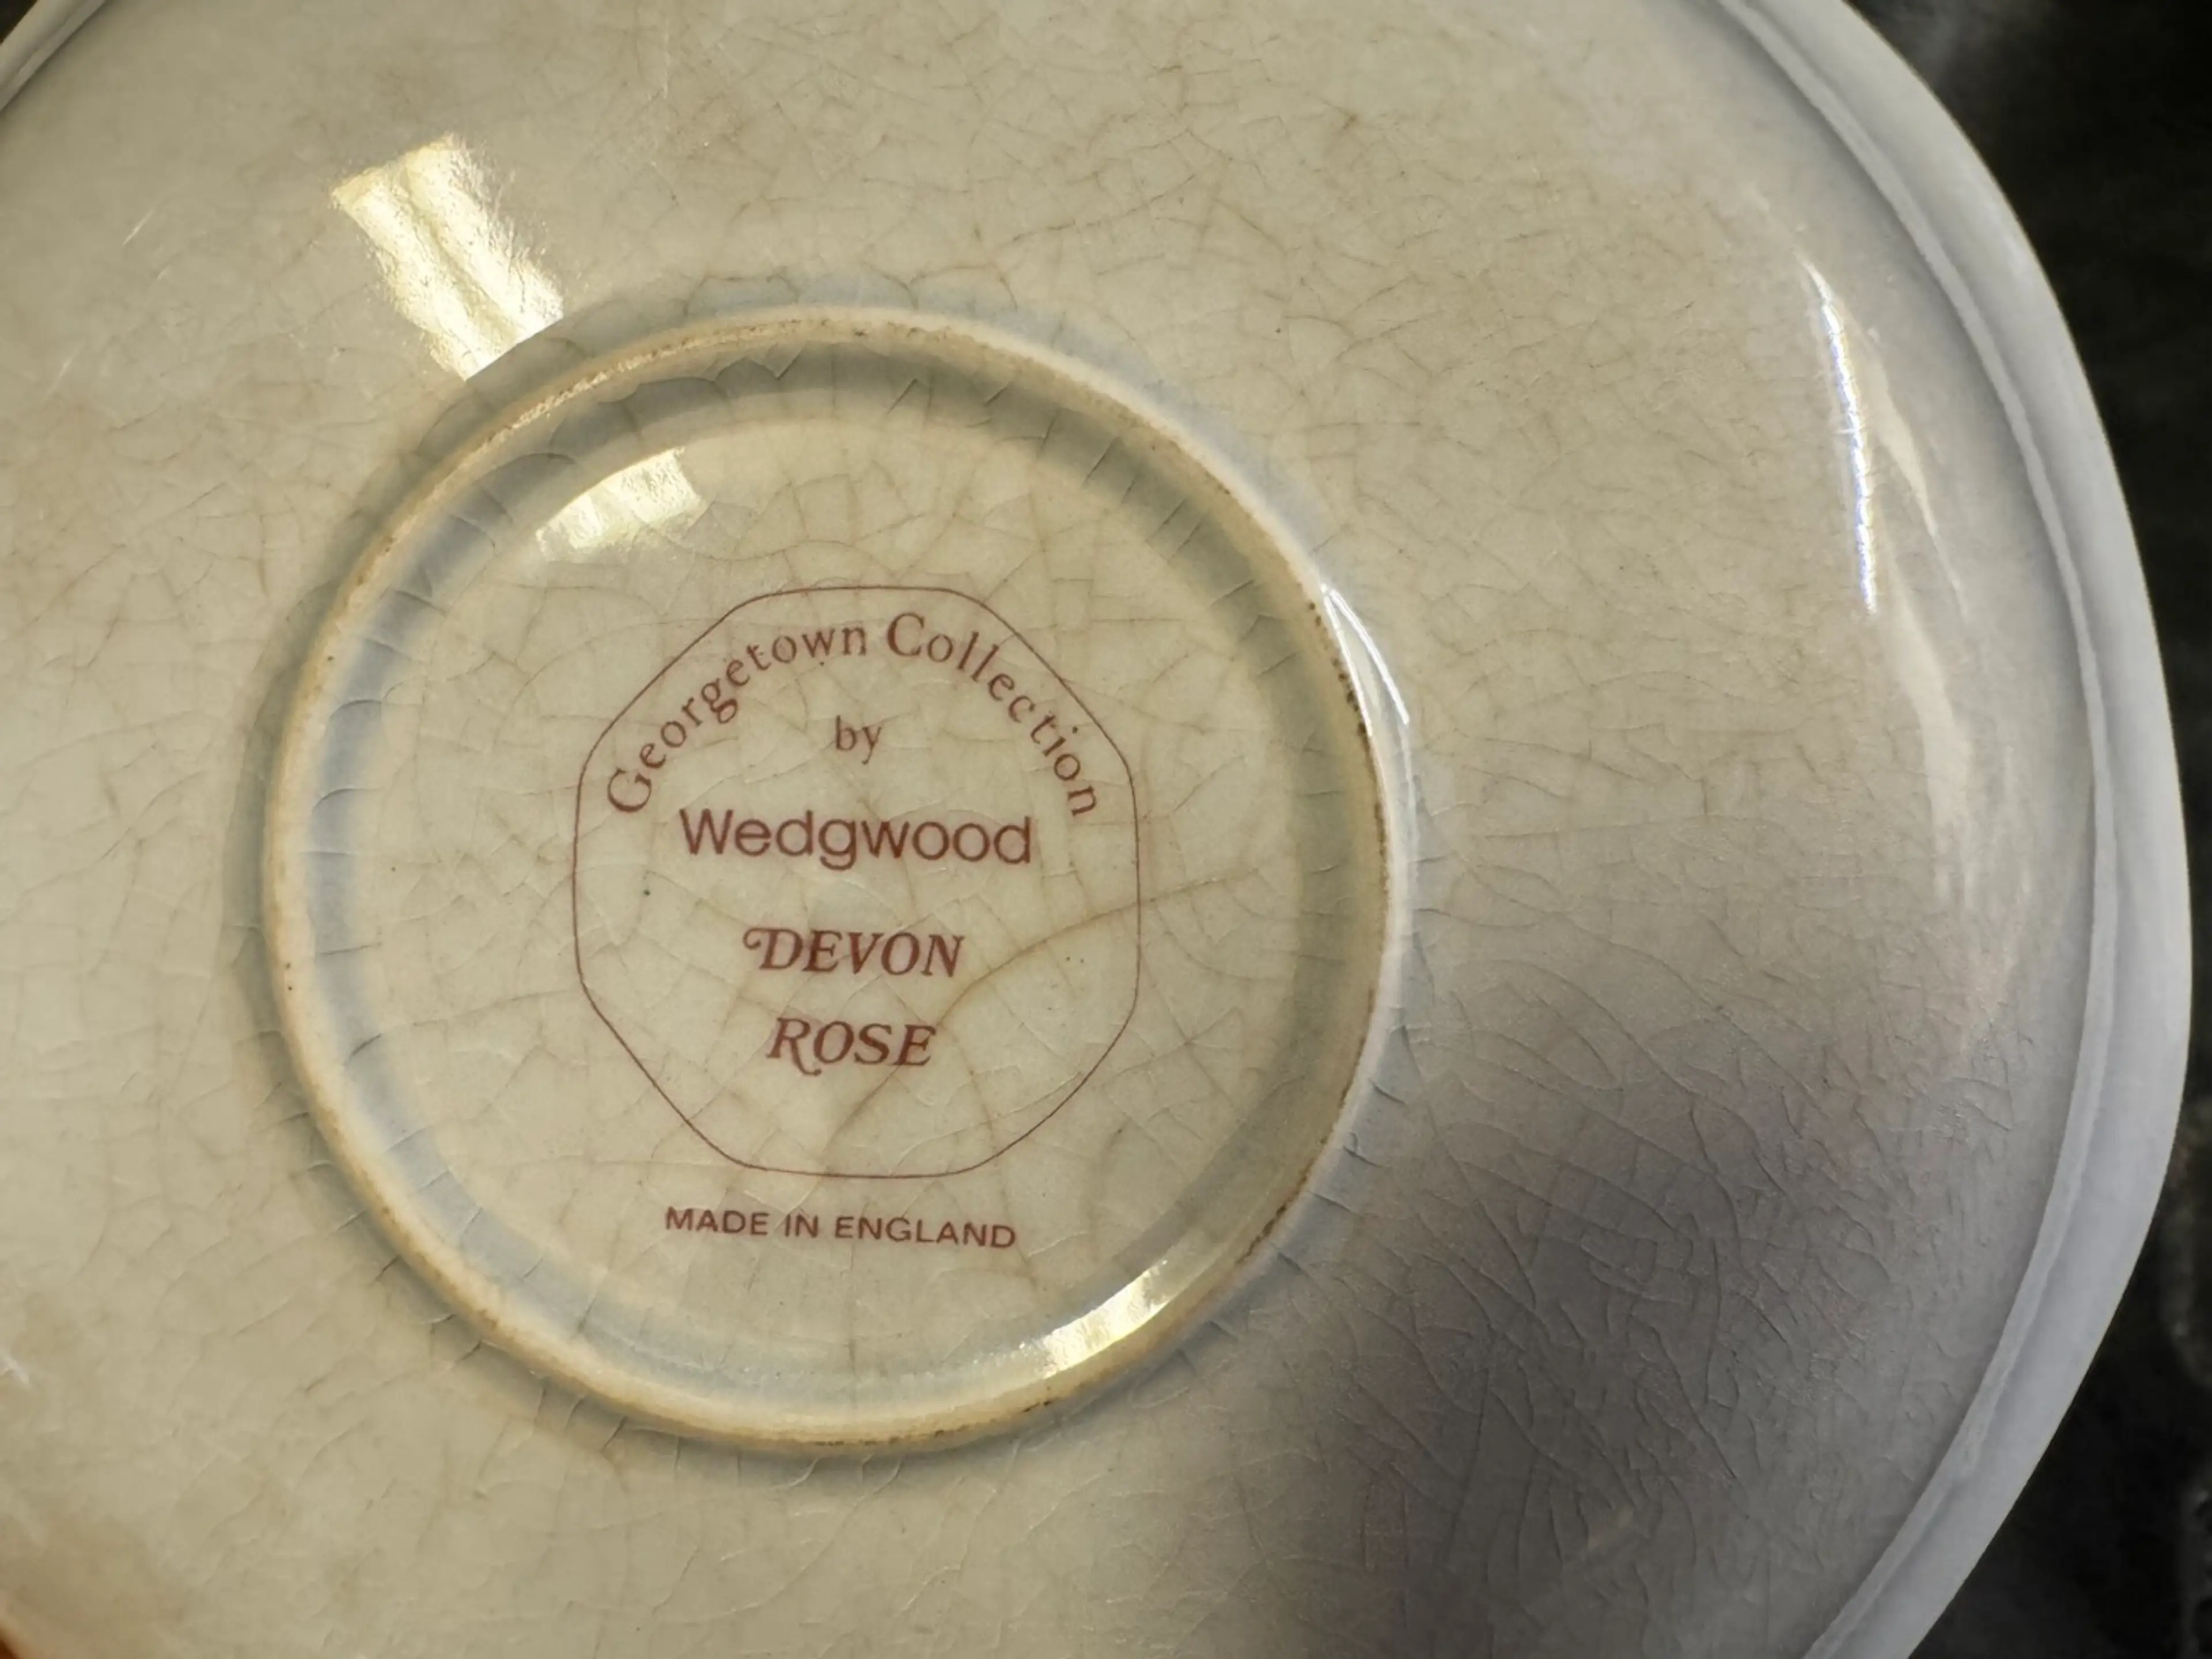 Georgetown Collection
by
Wedgwood
DEVON
ROSE
MADE IN ENGLAND